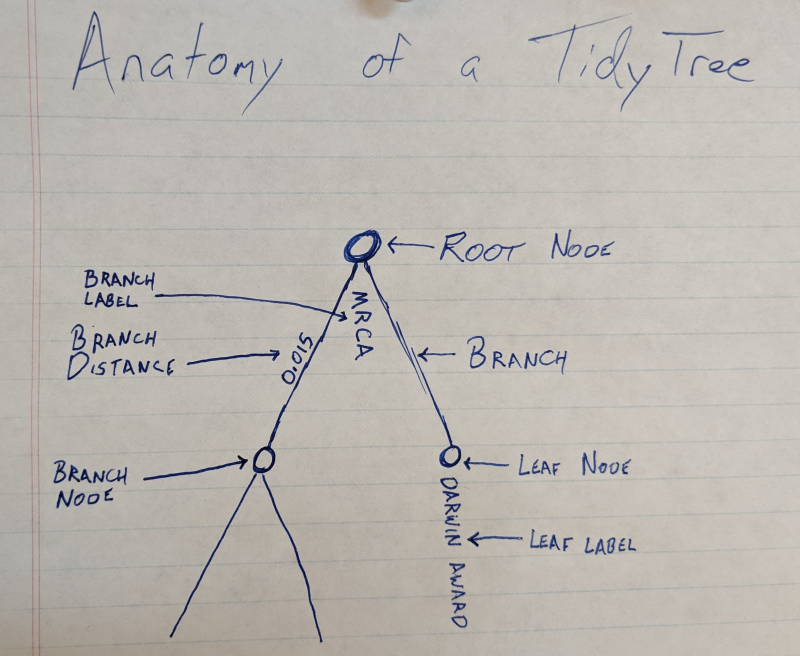 Anatomy of a TidyTree
ROOT NODE
BRANCH
LABEL
MRCA
BRANCH
DISTANCE
0.015
BRANCH
BRANCH
NODE
LEAF NODE
DARWIN AWARD
LEAF LABEL